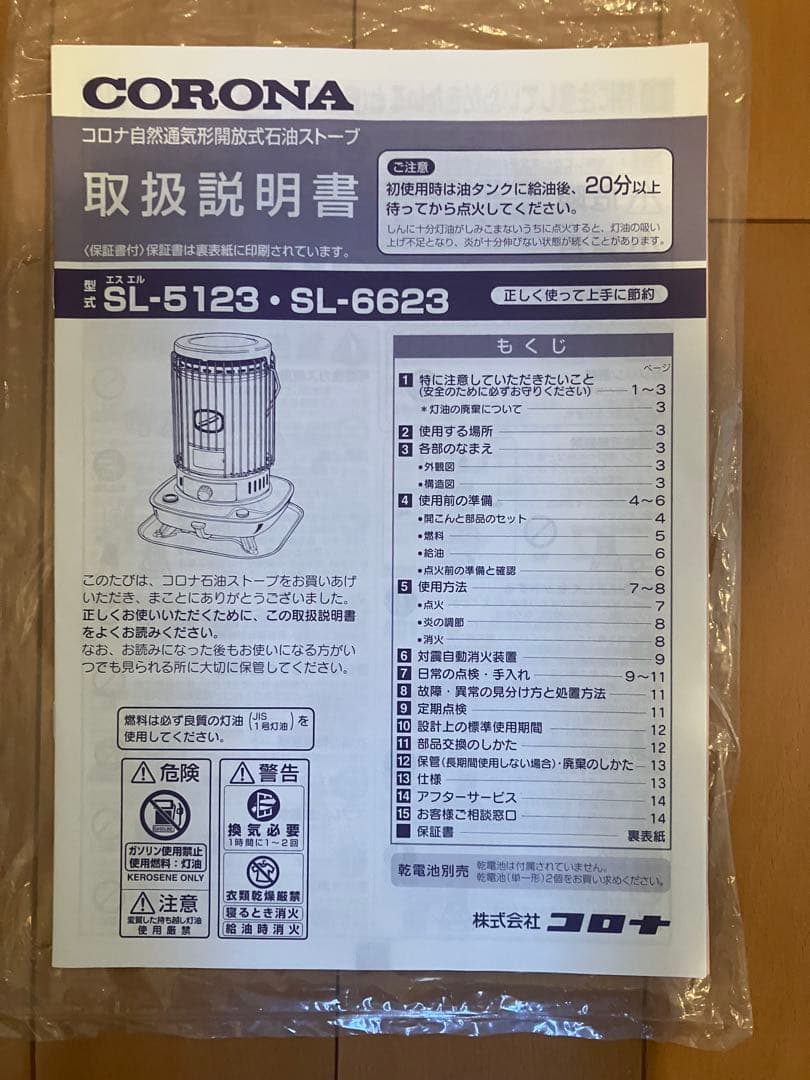 CORONA
コロナ自然通気形開放式石油ストーブ
取扱説明書
〈保証書付〉保証書は裏表紙に印刷されています。
ご注意
初使用時は油タンクに給油後、20分以上
待ってから点火してください。
しんに十分灯油がしみこまないうちに点火すると、灯油の吸い
上げ不足となり、炎が十分伸びない状態が続くことがあります。
型式 エス エル
SL-5123・SL-6623
正しく使って上手に節約
このたびは、コロナ石油ストーブをお買いあげ
いただき、まことにありがとうございました。
正しくお使いいただくために、この取扱説明書
をよくお読みください。
なお、お読みになった後もお使いになる方がい
つでも見られる所に大切に保管してください。
燃料は必ず良質の灯油(JIS 1号灯油)を
使用してください。
危険
GASOLINE
ガソリン使用禁止
使用燃料:灯油
KEROSENE ONLY
注意
変質した持ち越し灯油
使用厳禁
警告
換気必要
1時間に1〜2回
衣類乾燥厳禁
寝るとき消火
給油時消火
もくじ
ページ
1 特に注意していただきたいこと
(安全のために必ずお守りください) 1〜3
*灯油の廃棄について 3
2 使用する場所 3
3 各部のなまえ 3
•外観図 3
•構造図 3
4 使用前の準備 4〜6
•開こんと部品のセット 4
•燃料 5
•給油 6
•点火前の準備と確認 6
5 使用方法 7〜8
•点火 7
•炎の調節 8
•消火 8
6 対震自動消火装置 9
7 日常の点検・手入れ 9〜11
8 故障・異常の見分け方と処置方法 11
9 定期点検 11
10 設計上の標準使用期間 12
11 部品交換のしかた 12
12 保管(長期間使用しない場合)・廃棄のしかた 13
13 仕様 13
14 アフターサービス 14
15 お客様ご相談窓口 14
■ 保証書 裏表紙
乾電池別売 乾電池は付属されていません。
乾電池(単一形)2個をお買い求めください。
株式会社 コロナ